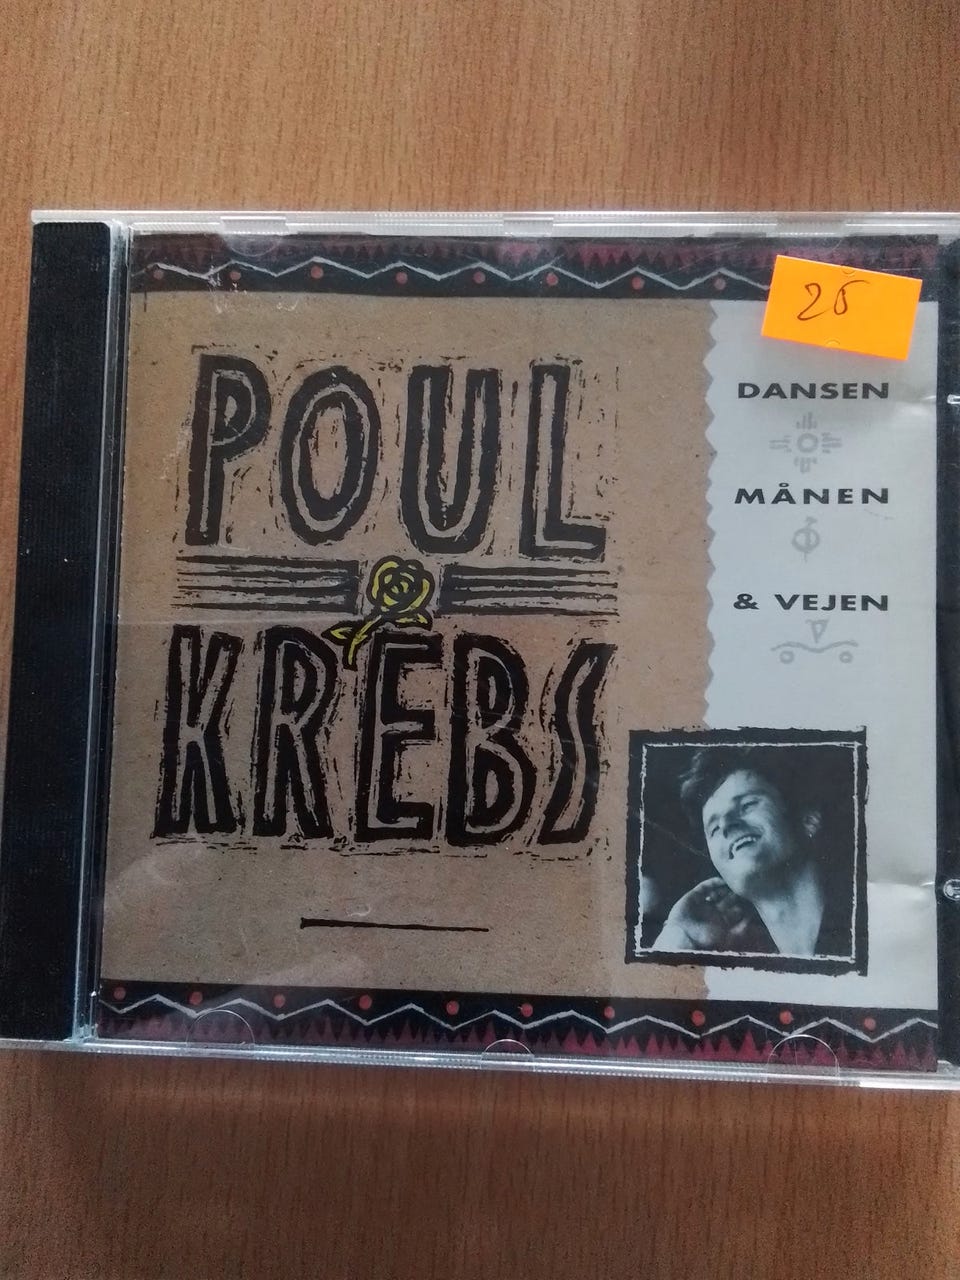 25
POUL
KREBS
DANSEN
MÅNEN
& VEJEN